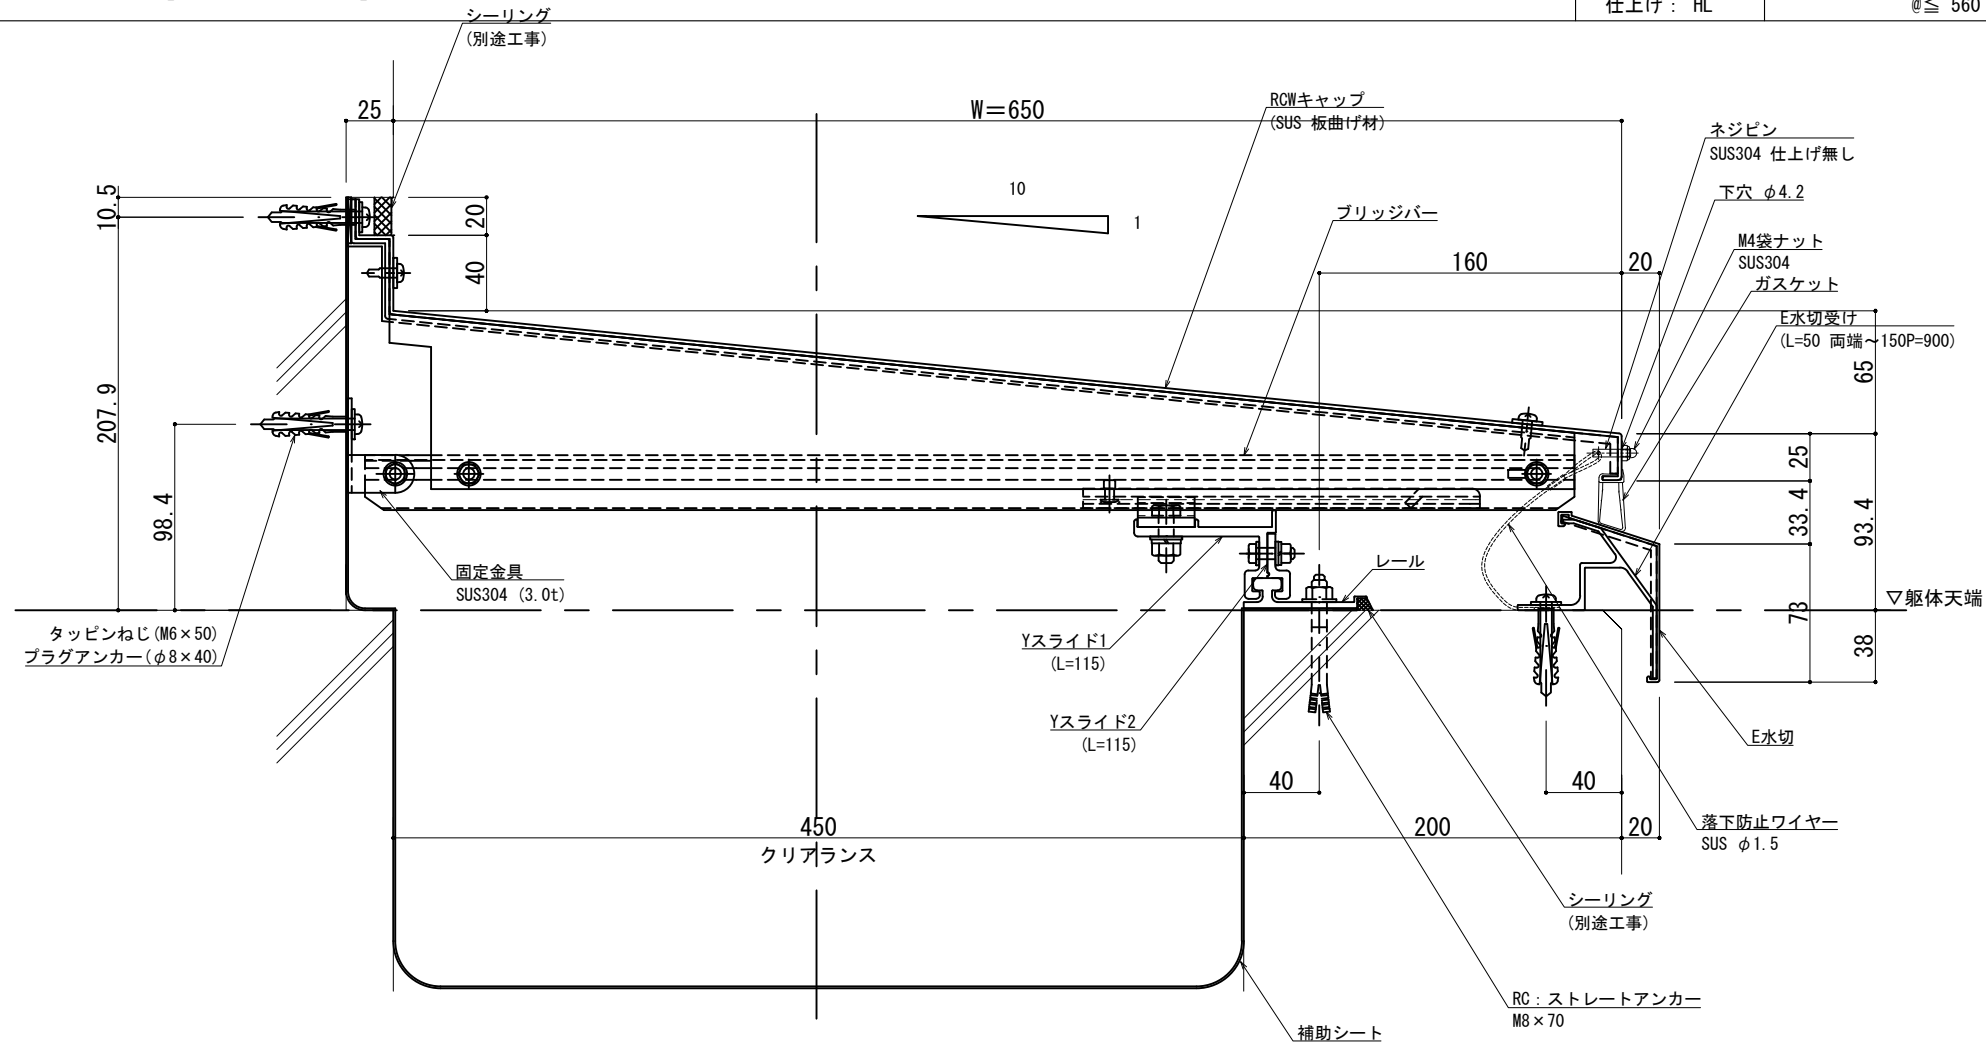 仕上げ： HL
@≦ 560
シーリング
(別途工事)
25
W＝650
RCWキャップ
(SUS 板曲げ材)
ネジピン
SUS304 仕上げ無し
下穴 φ4.2
M4袋ナット
SUS304
ガスケット
E水切受け
(L=50 両端～150P=900)
10
1
ブリッジバー
160
20
10.5
20
40
207.9
98.4
65
25
33.4
93.4
73
38
▽躯体天端
固定金具
SUS304 (3.0t)
タッピンねじ(M6×50)
プラグアンカー(φ8×40)
レール
Yスライド1
(L=115)
Yスライド2
(L=115)
E水切
40
40
450
クリアランス
200
20
落下防止ワイヤー
SUS φ1.5
シーリング
(別途工事)
RC：ストレートアンカー
M8×70
補助シート